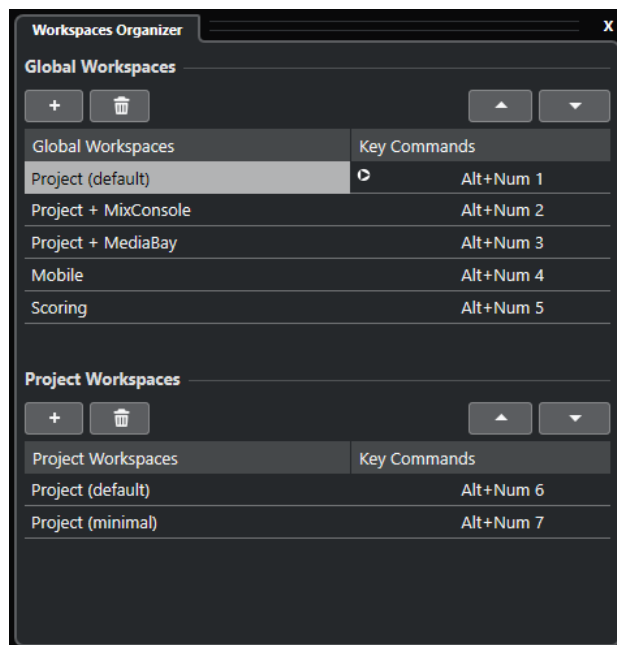 Workspaces Organizer X
Global Workspaces
Global Workspaces Key Commands
Project (default) Alt+Num 1
Project + MixConsole Alt+Num 2
Project + MediaBay Alt+Num 3
Mobile Alt+Num 4
Scoring Alt+Num 5
Project Workspaces
Project Workspaces Key Commands
Project (default) Alt+Num 6
Project (minimal) Alt+Num 7